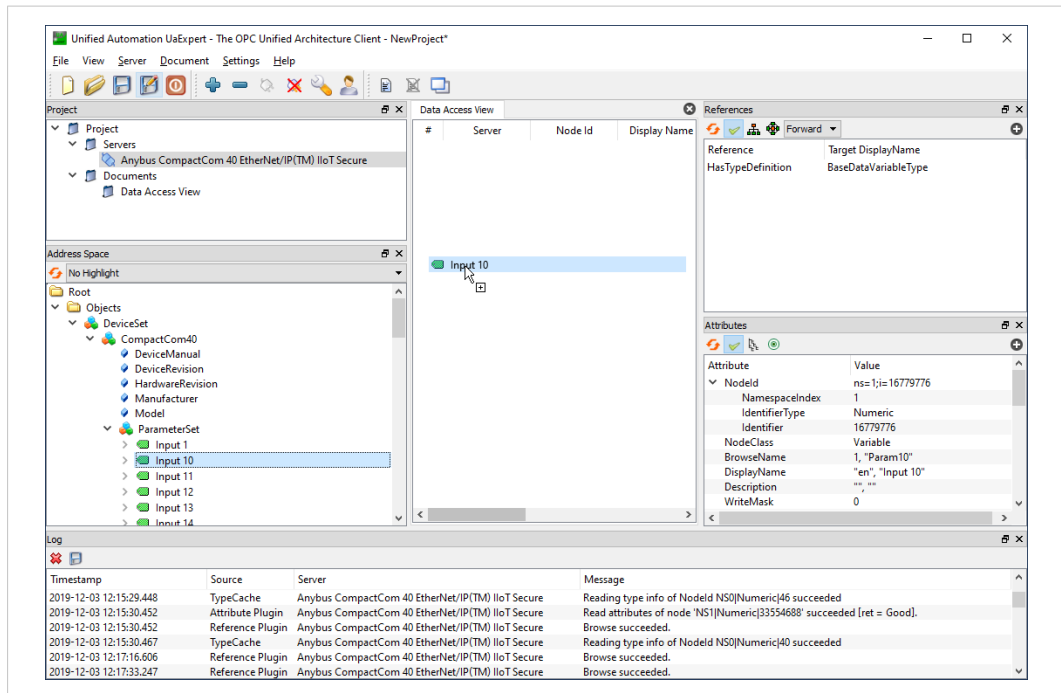 Unified Automation UaExpert - The OPC Unified Architecture Client - NewProject*
File View Server Document Settings Help
Project
Project
Servers
Anybus CompactCom 40 EtherNet/IP(TM) IIoT Secure
Documents
Data Access View
Address Space
No Highlight
Root
Objects
DeviceSet
CompactCom40
DeviceManual
DeviceRevision
HardwareRevision
Manufacturer
Model
ParameterSet
Input 1
Input 10
Input 11
Input 12
Input 13
Input 14
Data Access View
# Server Node Id Display Name
Input 10
References
Forward
Reference Target DisplayName
HasTypeDefinition BaseDataVariableType
Attributes
Attribute Value
NodeId ns=1;i=16779776
NamespaceIndex 1
IdentifierType Numeric
Identifier 16779776
NodeClass Variable
BrowseName 1, "Param10"
DisplayName "en", "Input 10"
Description "", ""
WriteMask 0
Log
Timestamp Source Server Message
2019-12-03 12:15:29.448 TypeCache Anybus CompactCom 40 EtherNet/IP(TM) IIoT Secure Reading type info of NodeId NS0|Numeric|46 succeeded
2019-12-03 12:15:30.452 Attribute Plugin Anybus CompactCom 40 EtherNet/IP(TM) IIoT Secure Read attributes of node 'NS1|Numeric|33554688' succeeded [ret = Good].
2019-12-03 12:15:30.452 Reference Plugin Anybus CompactCom 40 EtherNet/IP(TM) IIoT Secure Browse succeeded.
2019-12-03 12:15:30.467 TypeCache Anybus CompactCom 40 EtherNet/IP(TM) IIoT Secure Reading type info of NodeId NS0|Numeric|40 succeeded
2019-12-03 12:17:16.606 Reference Plugin Anybus CompactCom 40 EtherNet/IP(TM) IIoT Secure Browse succeeded.
2019-12-03 12:17:33.247 Reference Plugin Anybus CompactCom 40 EtherNet/IP(TM) IIoT Secure Browse succeeded.